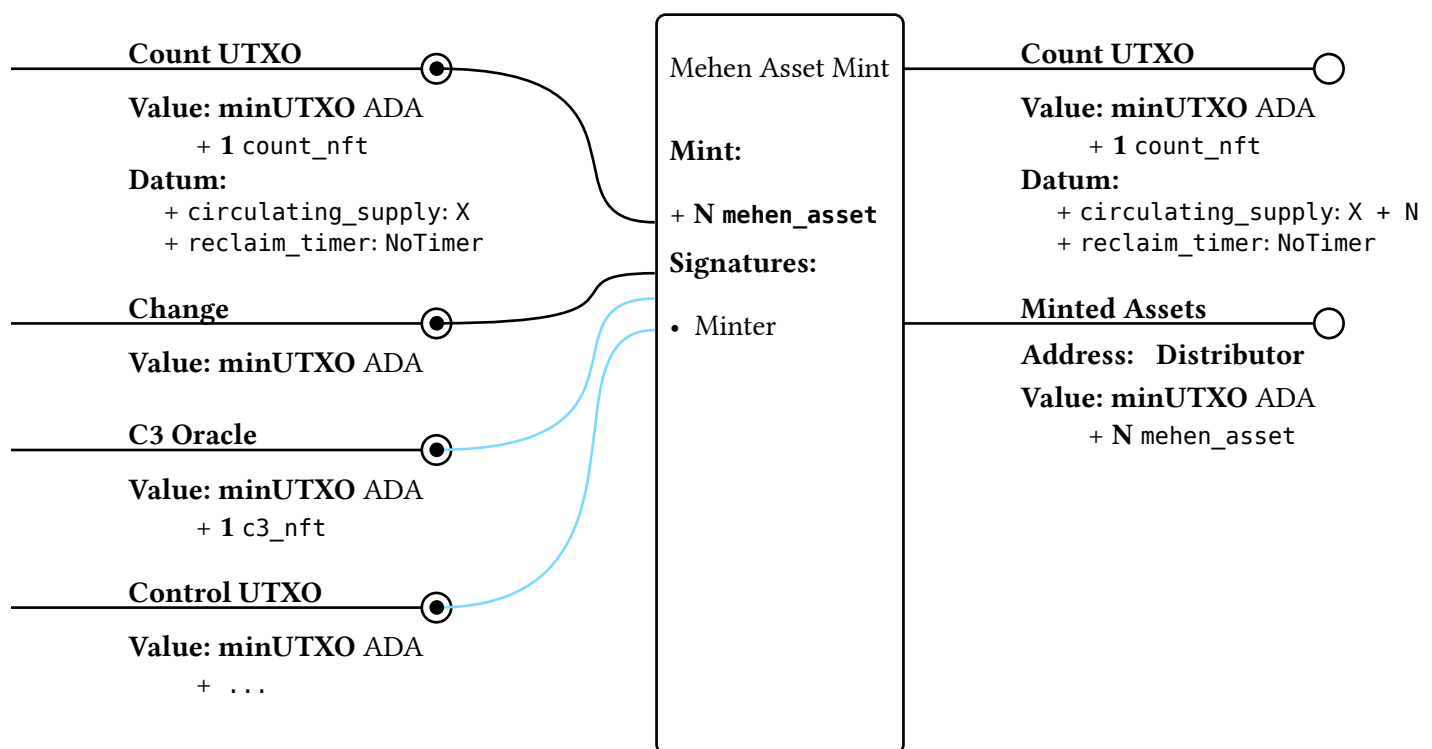 Count UTXO
Value: minUTXO ADA
+ 1 count_nft
Datum:
+ circulating_supply: X
+ reclaim_timer: NoTimer
Change
Value: minUTXO ADA
C3 Oracle
Value: minUTXO ADA
+ 1 c3_nft
Control UTXO
Value: minUTXO ADA
+ ...
Mehen Asset Mint
Mint:
+ N mehen_asset
Signatures:
• Minter
Count UTXO
Value: minUTXO ADA
+ 1 count_nft
Datum:
+ circulating_supply: X + N
+ reclaim_timer: NoTimer
Minted Assets
Address: Distributor
Value: minUTXO ADA
+ N mehen_asset